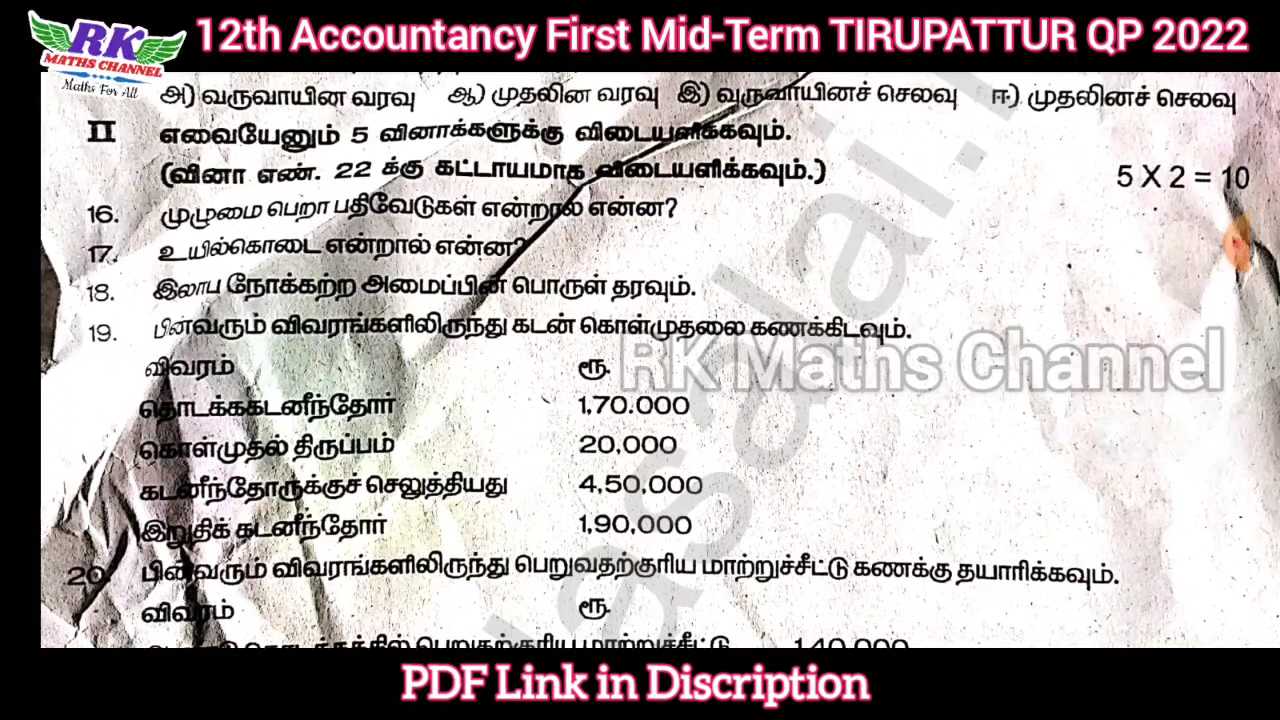 RK
MATHS CHANNEL
Maths For All
12th Accountancy First Mid-Term TIRUPATTUR QP 2022
அ) வருவாயின வரவு ஆ) முதலின வரவு இ) வருவாயினச் செலவு ஈ) முதலினச் செலவு
II எவையேனும் 5 வினாக்களுக்கு விடையளிக்கவும்.
(வினா எண். 22 க்கு கட்டாயமாக விடையளிக்கவும்.) 5 X 2 = 10
16. முழுமை பெறா பதிவேடுகள் என்றால் என்ன?
17. உயில்கொடை என்றால் என்ன?
18. இலாப நோக்கற்ற அமைப்பின் பொருள் தரவும்.
19. பின்வரும் விவரங்களிலிருந்து கடன் கொள்முதலை கணக்கிடவும்.
RK Maths Channel
விவரம் ரூ.
தொடக்ககடனீந்தோர் 1,70.000
கொள்முதல் திருப்பம் 20,000
கடனீந்தோருக்குச் செலுத்தியது 4,50,000
இறுதிக் கடனீந்தோர் 1,90,000
20. பின்வரும் விவரங்களிலிருந்து பெறுவதற்குரிய மாற்றுச்சீட்டு கணக்கு தயாரிக்கவும்.
விவரம் ரூ.
பெறுதற்குரிய மாற்றுச்சீட்டு 1,40,000
PDF Link in Discription